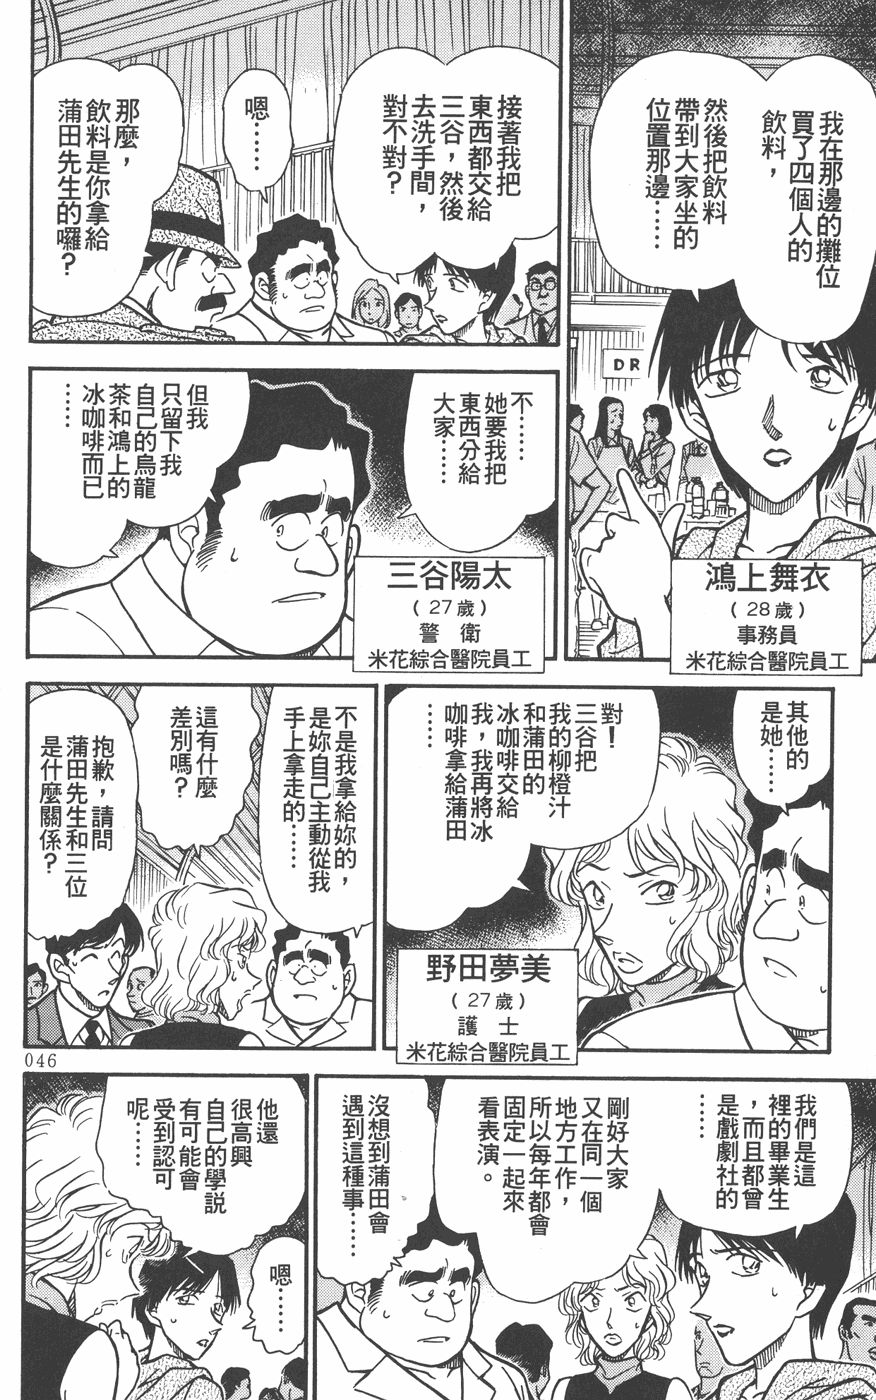 我在那邊的攤位
買了四個人的
飲料，
然後把飲料
帶到大家坐的
位置那邊……
DR
鴻上舞衣
（28歲）
事務員
米花綜合醫院員工
接著我把
東西都交給
三谷，然後
去洗手間，
對不對？
嗯……
那麼，
飲料是你拿給
蒲田先生的囉？
不……
她要我把
東西分給
大家……
但我
只留下我
自己的烏龍
茶和鴻上的
冰咖啡而已
……
三谷陽太
（27歲）
警衛
米花綜合醫院員工
其他的
是她……
對！
三谷把
我的柳橙汁
和蒲田的
冰咖啡交給
我，我再將冰
咖啡拿給蒲田
……
野田夢美
（27歲）
護士
米花綜合醫院員工
不是我拿給妳的，
是妳自己主動從我
手上拿走的……
這有什麼
差別嗎？
抱歉，請問
蒲田先生和三位
是什麼關係？
046
我們是這
裡的畢業生
，而且都曾
是戲劇社的
……
剛好大家
又在同一個
地方工作，
所以每年都會
固定一起來
看表演。
沒想到蒲田會
遇到這種事……
嗯……
他還
很高興
自己的學說
有可能會
受到認可
呢……